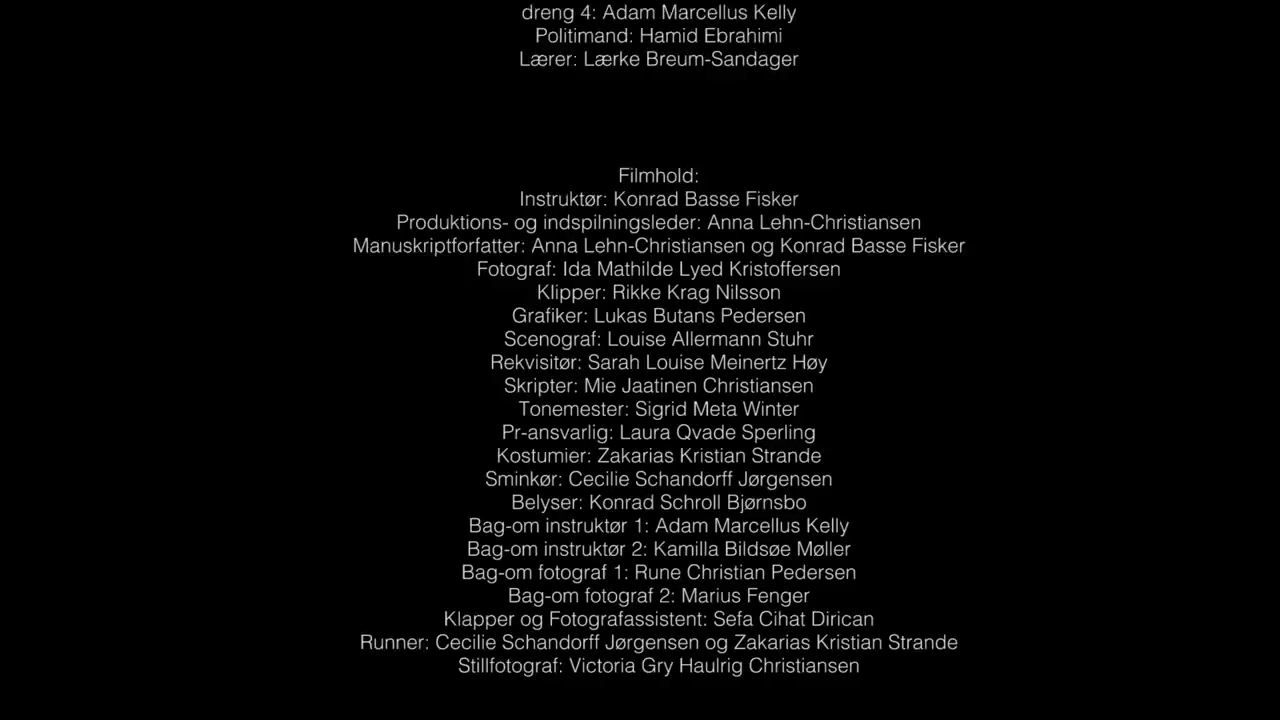 dreng 4: Adam Marcellus Kelly
Politimand: Hamid Ebrahimi
Lærer: Lærke Breum-Sandager
Filmhold:
Instruktør: Konrad Basse Fisker
Produktions- og indspilningsleder: Anna Lehn-Christiansen
Manuskriptforfatter: Anna Lehn-Christiansen og Konrad Basse Fisker
Fotograf: Ida Mathilde Lyed Kristoffersen
Klipper: Rikke Krag Nilsson
Grafiker: Lukas Butans Pedersen
Scenograf: Louise Allermann Stuhr
Rekvisitør: Sarah Louise Meinertz Høy
Skripter: Mie Jaatinen Christiansen
Tonemester: Sigrid Meta Winter
Pr-ansvarlig: Laura Qvade Sperling
Kostumier: Zakarias Kristian Strande
Sminkør: Cecilie Schandorff Jørgensen
Belyser: Konrad Schroll Bjørnsbo
Bag-om instruktør 1: Adam Marcellus Kelly
Bag-om instruktør 2: Kamilla Bildsøe Møller
Bag-om fotograf 1: Rune Christian Pedersen
Bag-om fotograf 2: Marius Fenger
Klapper og Fotografassistent: Sefa Cihat Dirican
Runner: Cecilie Schandorff Jørgensen og Zakarias Kristian Strande
Stillfotograf: Victoria Gry Haulrig Christiansen